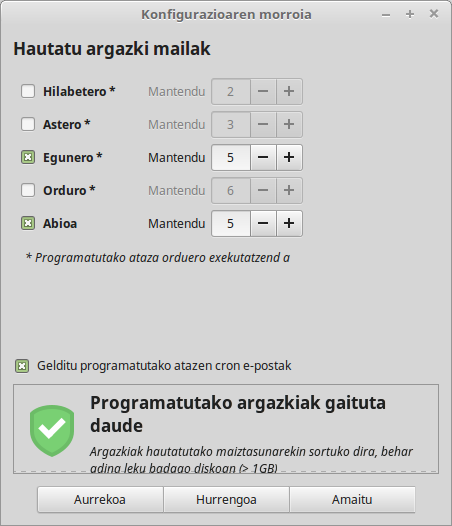 Konfigurazioaren morroia
Hautatu argazki mailak
Hilabetero * Mantendu 2
Astero * Mantendu 3
Egunero * Mantendu 5
Orduro * Mantendu 6
Abioa Mantendu 5
* Programatutako ataza orduero exekutatzend a
Gelditu programatutako atazen cron e-postak
Programatutako argazkiak gaituta
daude
Argazkiak hautatutako maiztasunarekin sortuko dira, behar
adina leku badago diskoan (> 1GB)
Aurrekoa Hurrengoa Amaitu